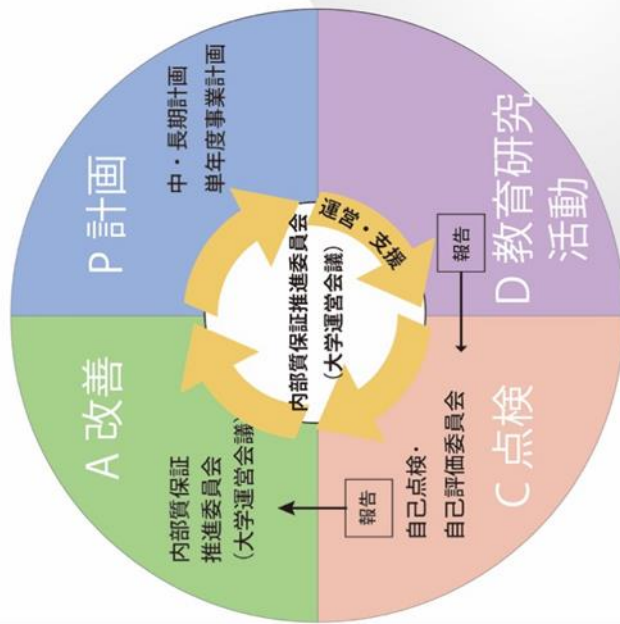 P 計画
中・長期計画
単年度事業計画
D 教育研究
活動
報告
C 点検
自己点検・
自己評価委員会
報告
A 改善
内部質保証
推進委員会
(大学運営会議)
内部質保証推進委員会
(大学運営会議)
運営・支援